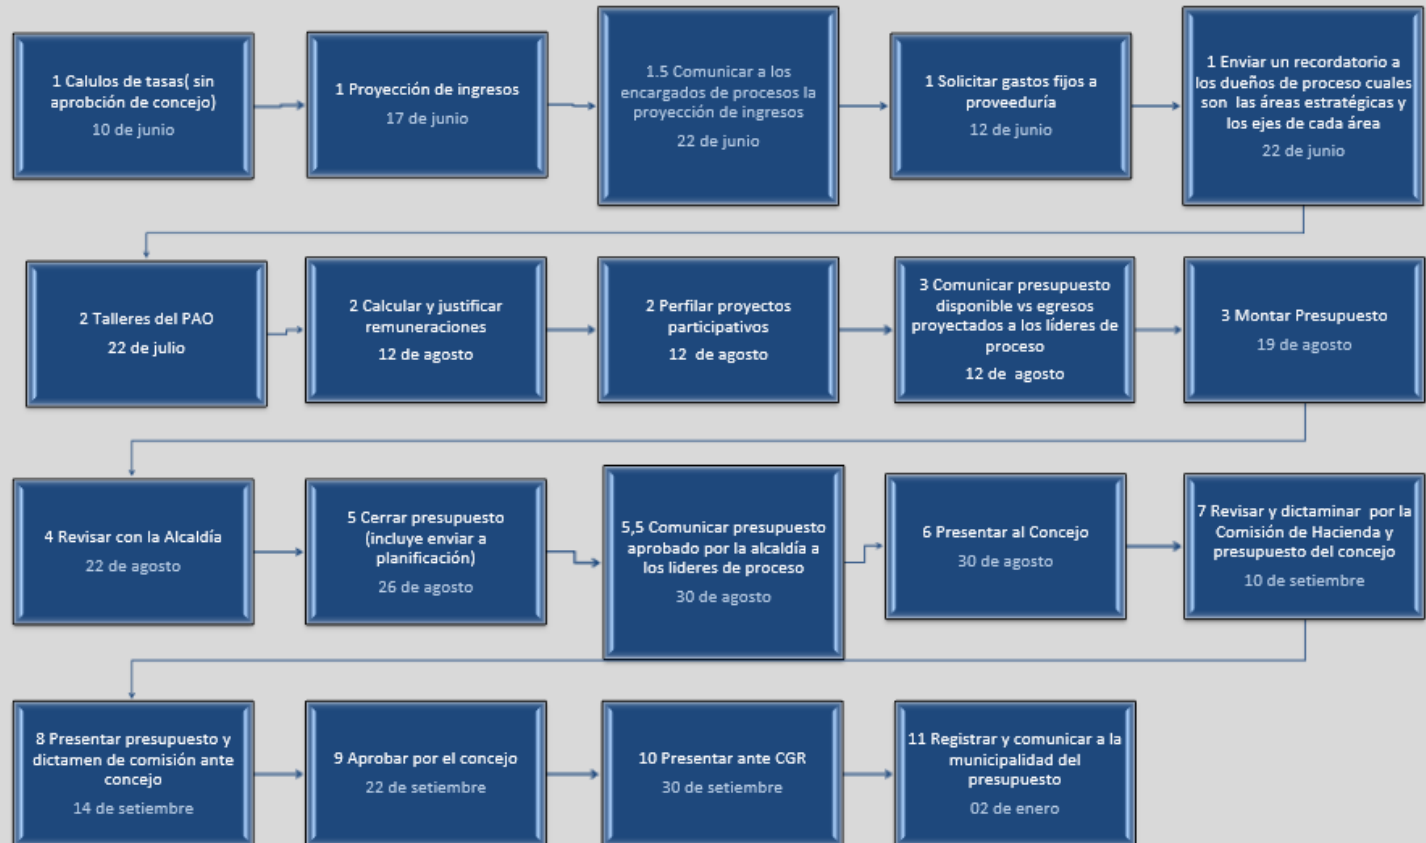 1 Calulos de tasas( sin
aprobción de concejo)
10 de junio
1 Proyección de ingresos
17 de junio
1.5 Comunicar a los
encargados de procesos la
proyección de ingresos
22 de junio
1 Solicitar gastos fijos a
proveeduría
12 de junio
1 Enviar un recordatorio a
los dueños de proceso cuales
son las áreas estratégicas y
los ejes de cada área
22 de junio
2 Talleres del PAO
22 de julio
2 Calcular y justificar
remuneraciones
12 de agosto
2 Perfilar proyectos
participativos
12 de agosto
3 Comunicar presupuesto
disponible vs egresos
proyectados a los líderes de
proceso
12 de agosto
3 Montar Presupuesto
19 de agosto
4 Revisar con la Alcaldía
22 de agosto
5 Cerrar presupuesto
(incluye enviar a
planificación)
26 de agosto
5,5 Comunicar presupuesto
aprobado por la alcaldía a
los lideres de proceso
30 de agosto
6 Presentar al Concejo
30 de agosto
7 Revisar y dictaminar por la
Comisión de Hacienda y
presupuesto del concejo
10 de setiembre
8 Presentar presupuesto y
dictamen de comisión ante
concejo
14 de setiembre
9 Aprobar por el concejo
22 de setiembre
10 Presentar ante CGR
30 de setiembre
11 Registrar y comunicar a la
municipalidad del
presupuesto
02 de enero